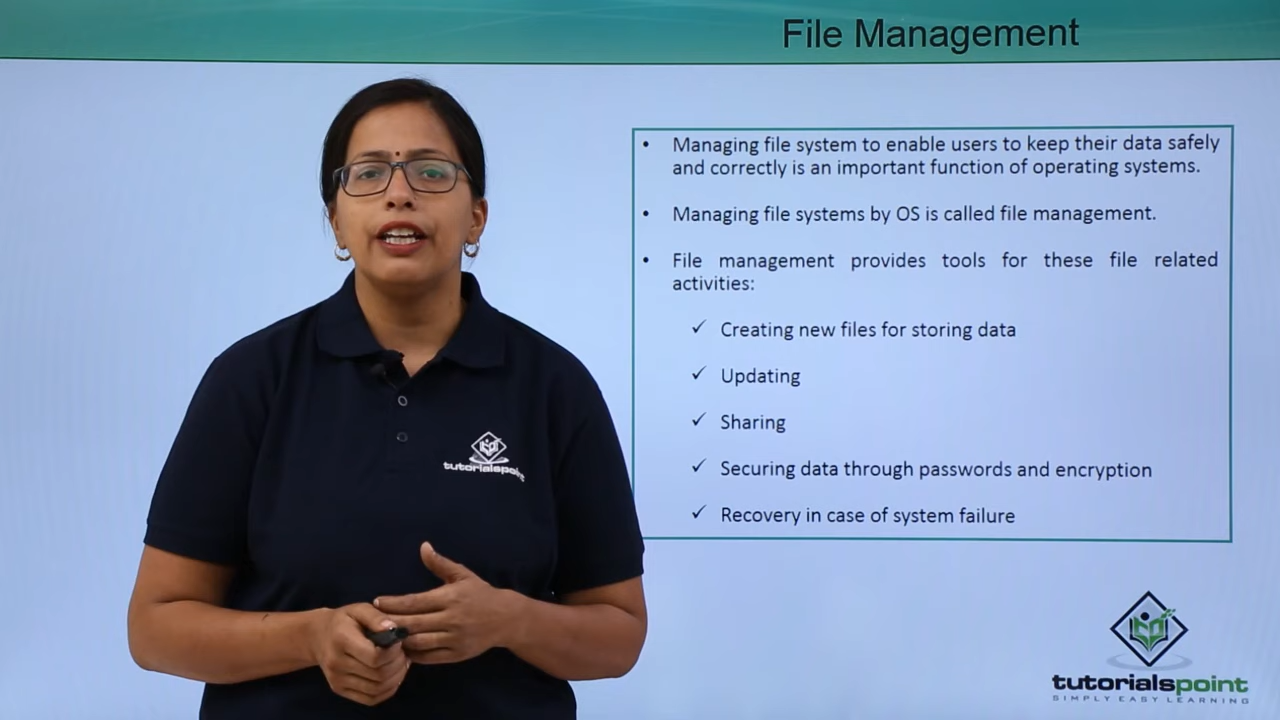 File Management
• Managing file system to enable users to keep their data safely
and correctly is an important function of operating systems.
• Managing file systems by OS is called file management.
• File management provides tools for these file related
activities:
✓ Creating new files for storing data
✓ Updating
✓ Sharing
✓ Securing data through passwords and encryption
✓ Recovery in case of system failure
tutorialspoint
tutorialspoint
SIMPLY EASY LEARNING